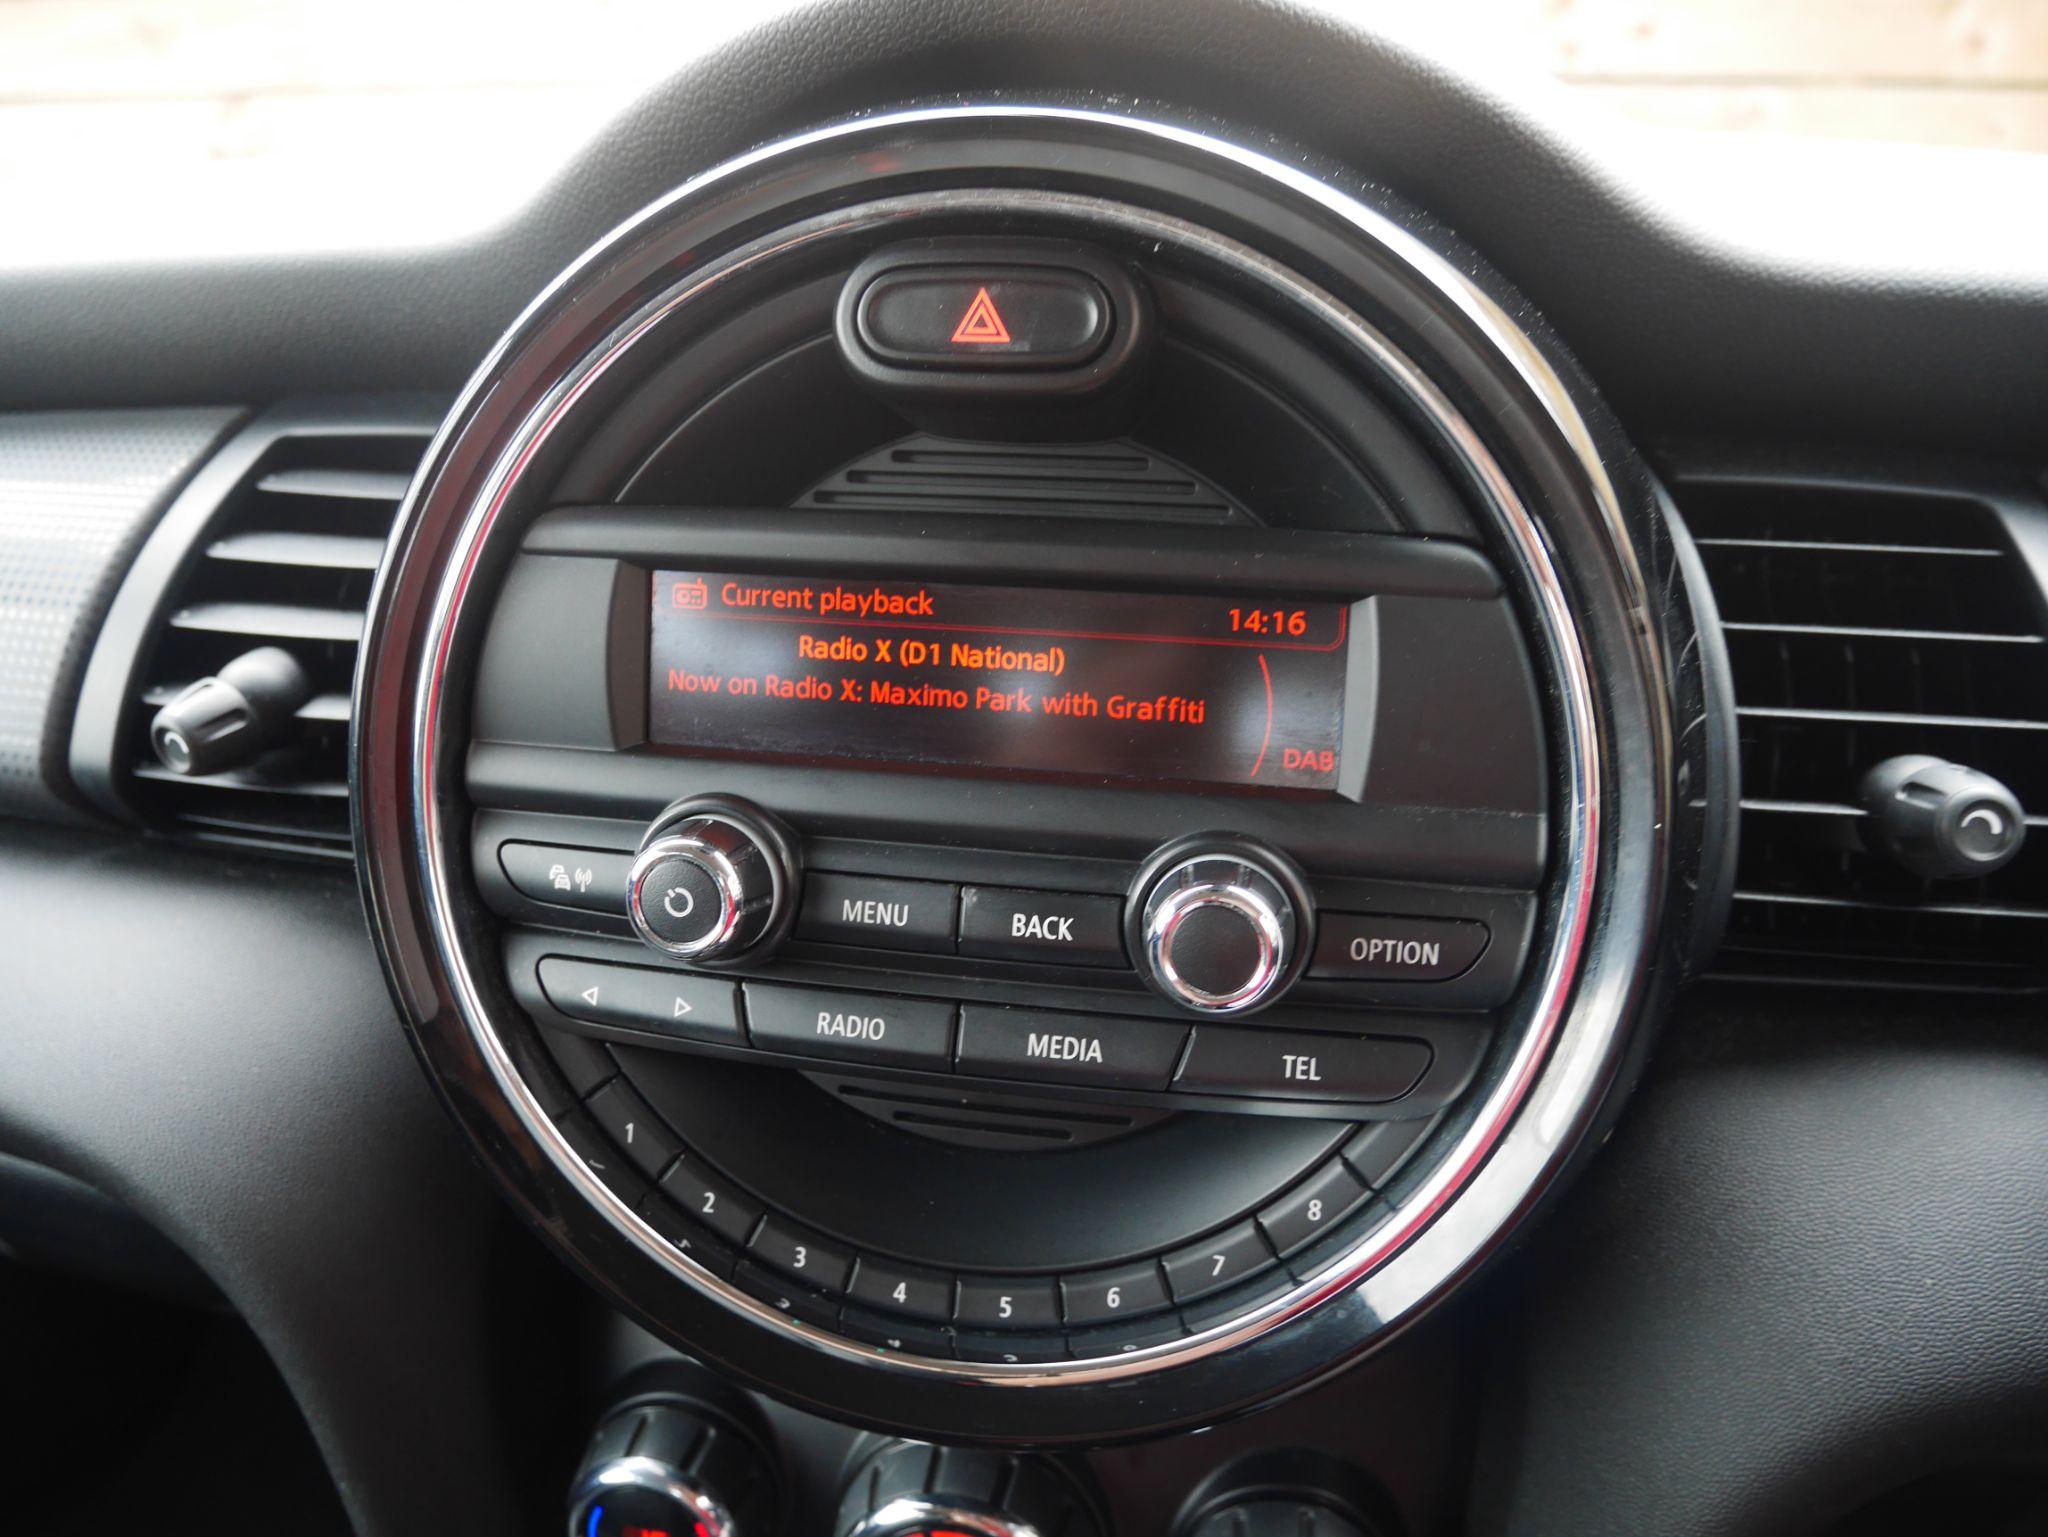 Current playback
14:16
Radio X (D1 National)
Now on Radio X: Maximo Park with Graffiti
DAB
MENU
BACK
OPTION
RADIO
MEDIA
TEL
1
2
3
4
5
6
7
8